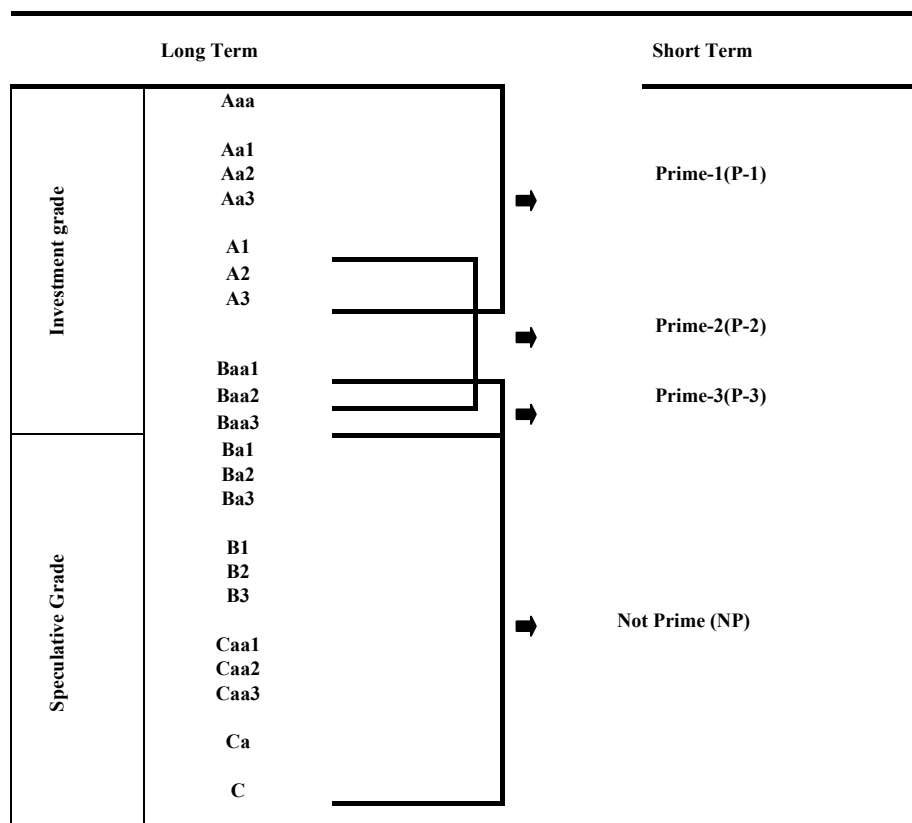 Long Term Short Term
Investment grade
Aaa
Aa1
Aa2
Aa3
A1
A2
A3
Baa1
Baa2
Baa3
Prime-1(P-1)
Prime-2(P-2)
Prime-3(P-3)
Speculative Grade
Ba1
Ba2
Ba3
B1
B2
B3
Caa1
Caa2
Caa3
Ca
C
Not Prime (NP)